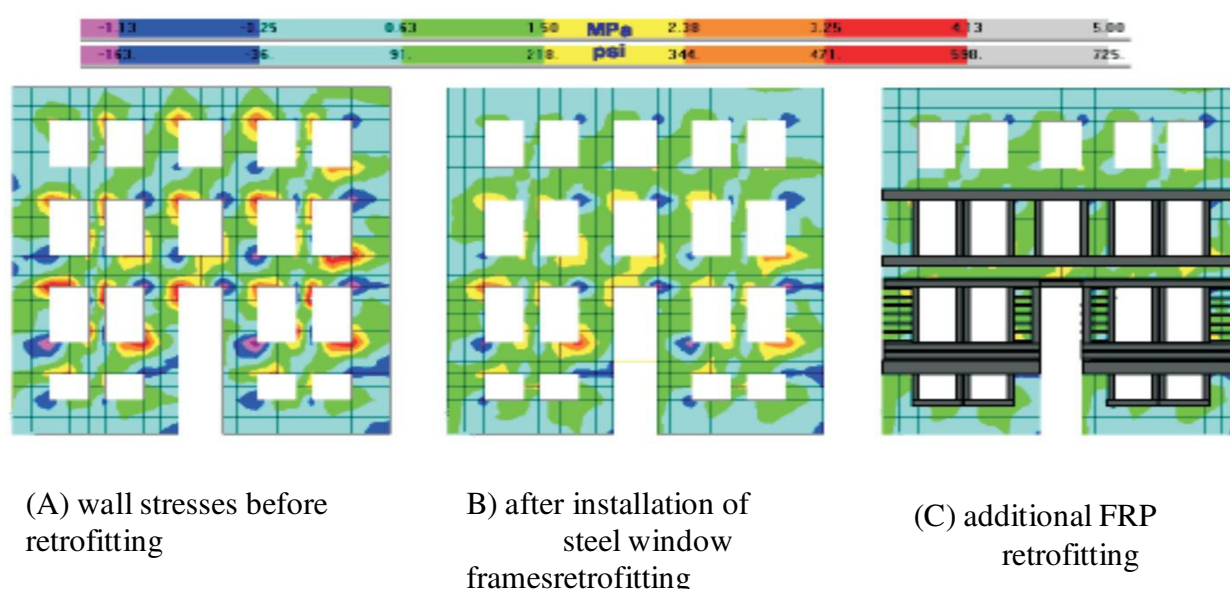 -1.13 -0.25 0.63 1.50 MPa 2.38 3.25 4.13 5.00
-163. -36. 91. 218. psi 344. 471. 598. 725.
(A) wall stresses before
retrofitting
B) after installation of
steel window
framesretrofitting
(C) additional FRP
retrofitting